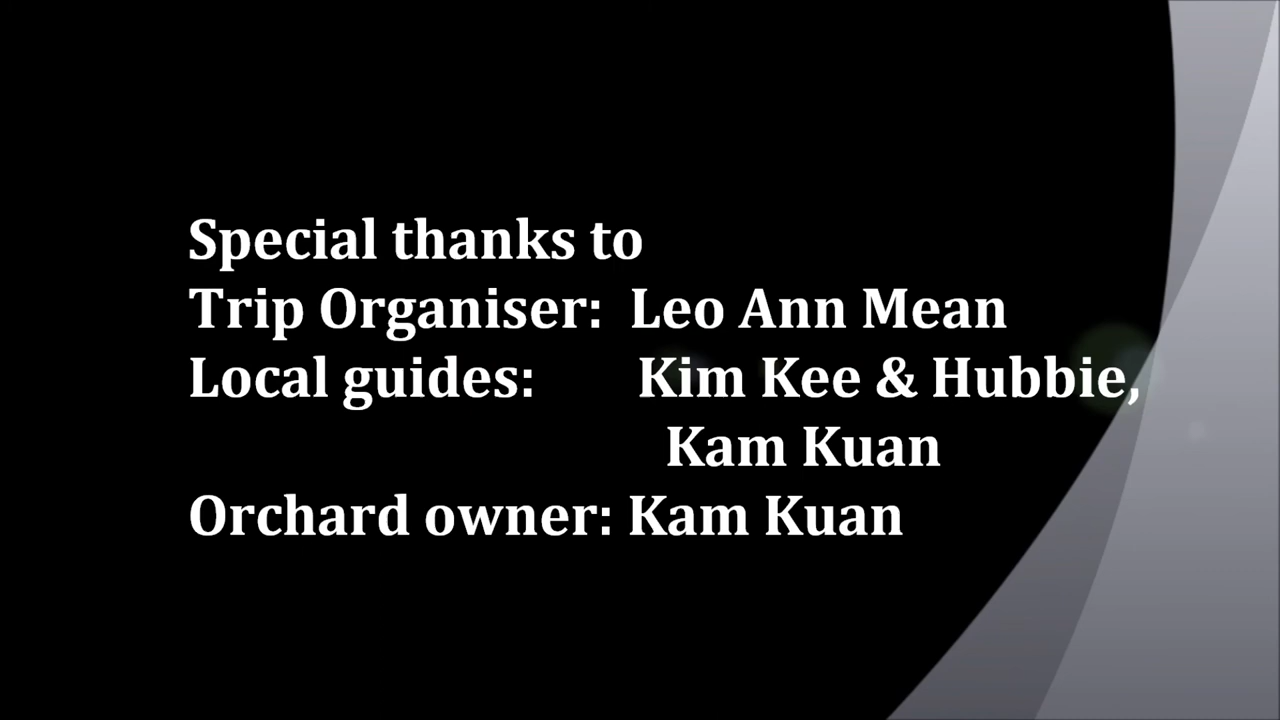 Special thanks to
Trip Organiser: Leo Ann Mean
Local guides: Kim Kee & Hubbie,
Kam Kuan
Orchard owner: Kam Kuan